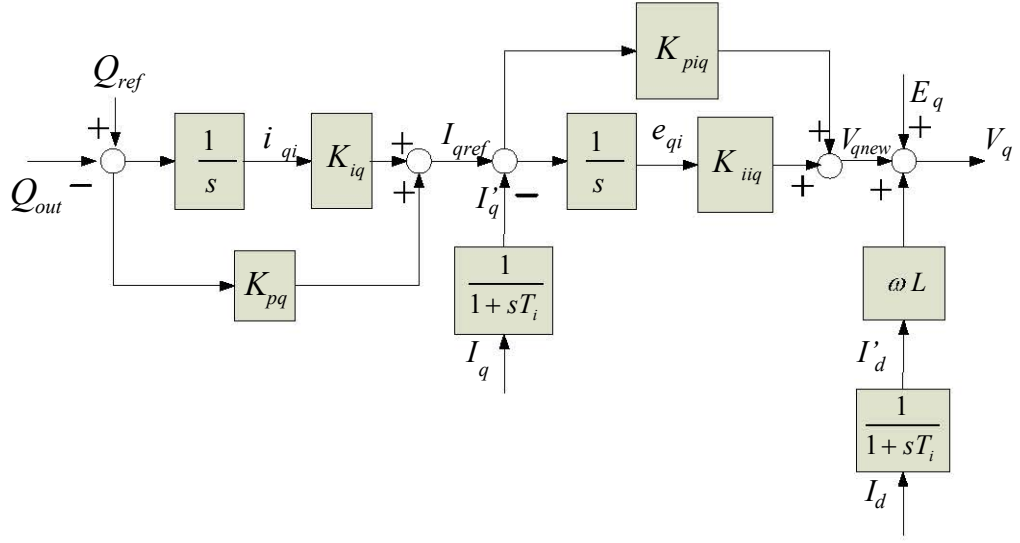 K_piq
Q_ref
E_q
+
+
1/s
i_qi
K_iq
+
I_qref
1/s
e_qi
K_iiq
+
V_qnew
V_q
−
Q_out
+
I'_q
−
+
+
K_pq
1/(1 + sT_i)
ω L
I_q
I'_d
1/(1 + sT_i)
I_d